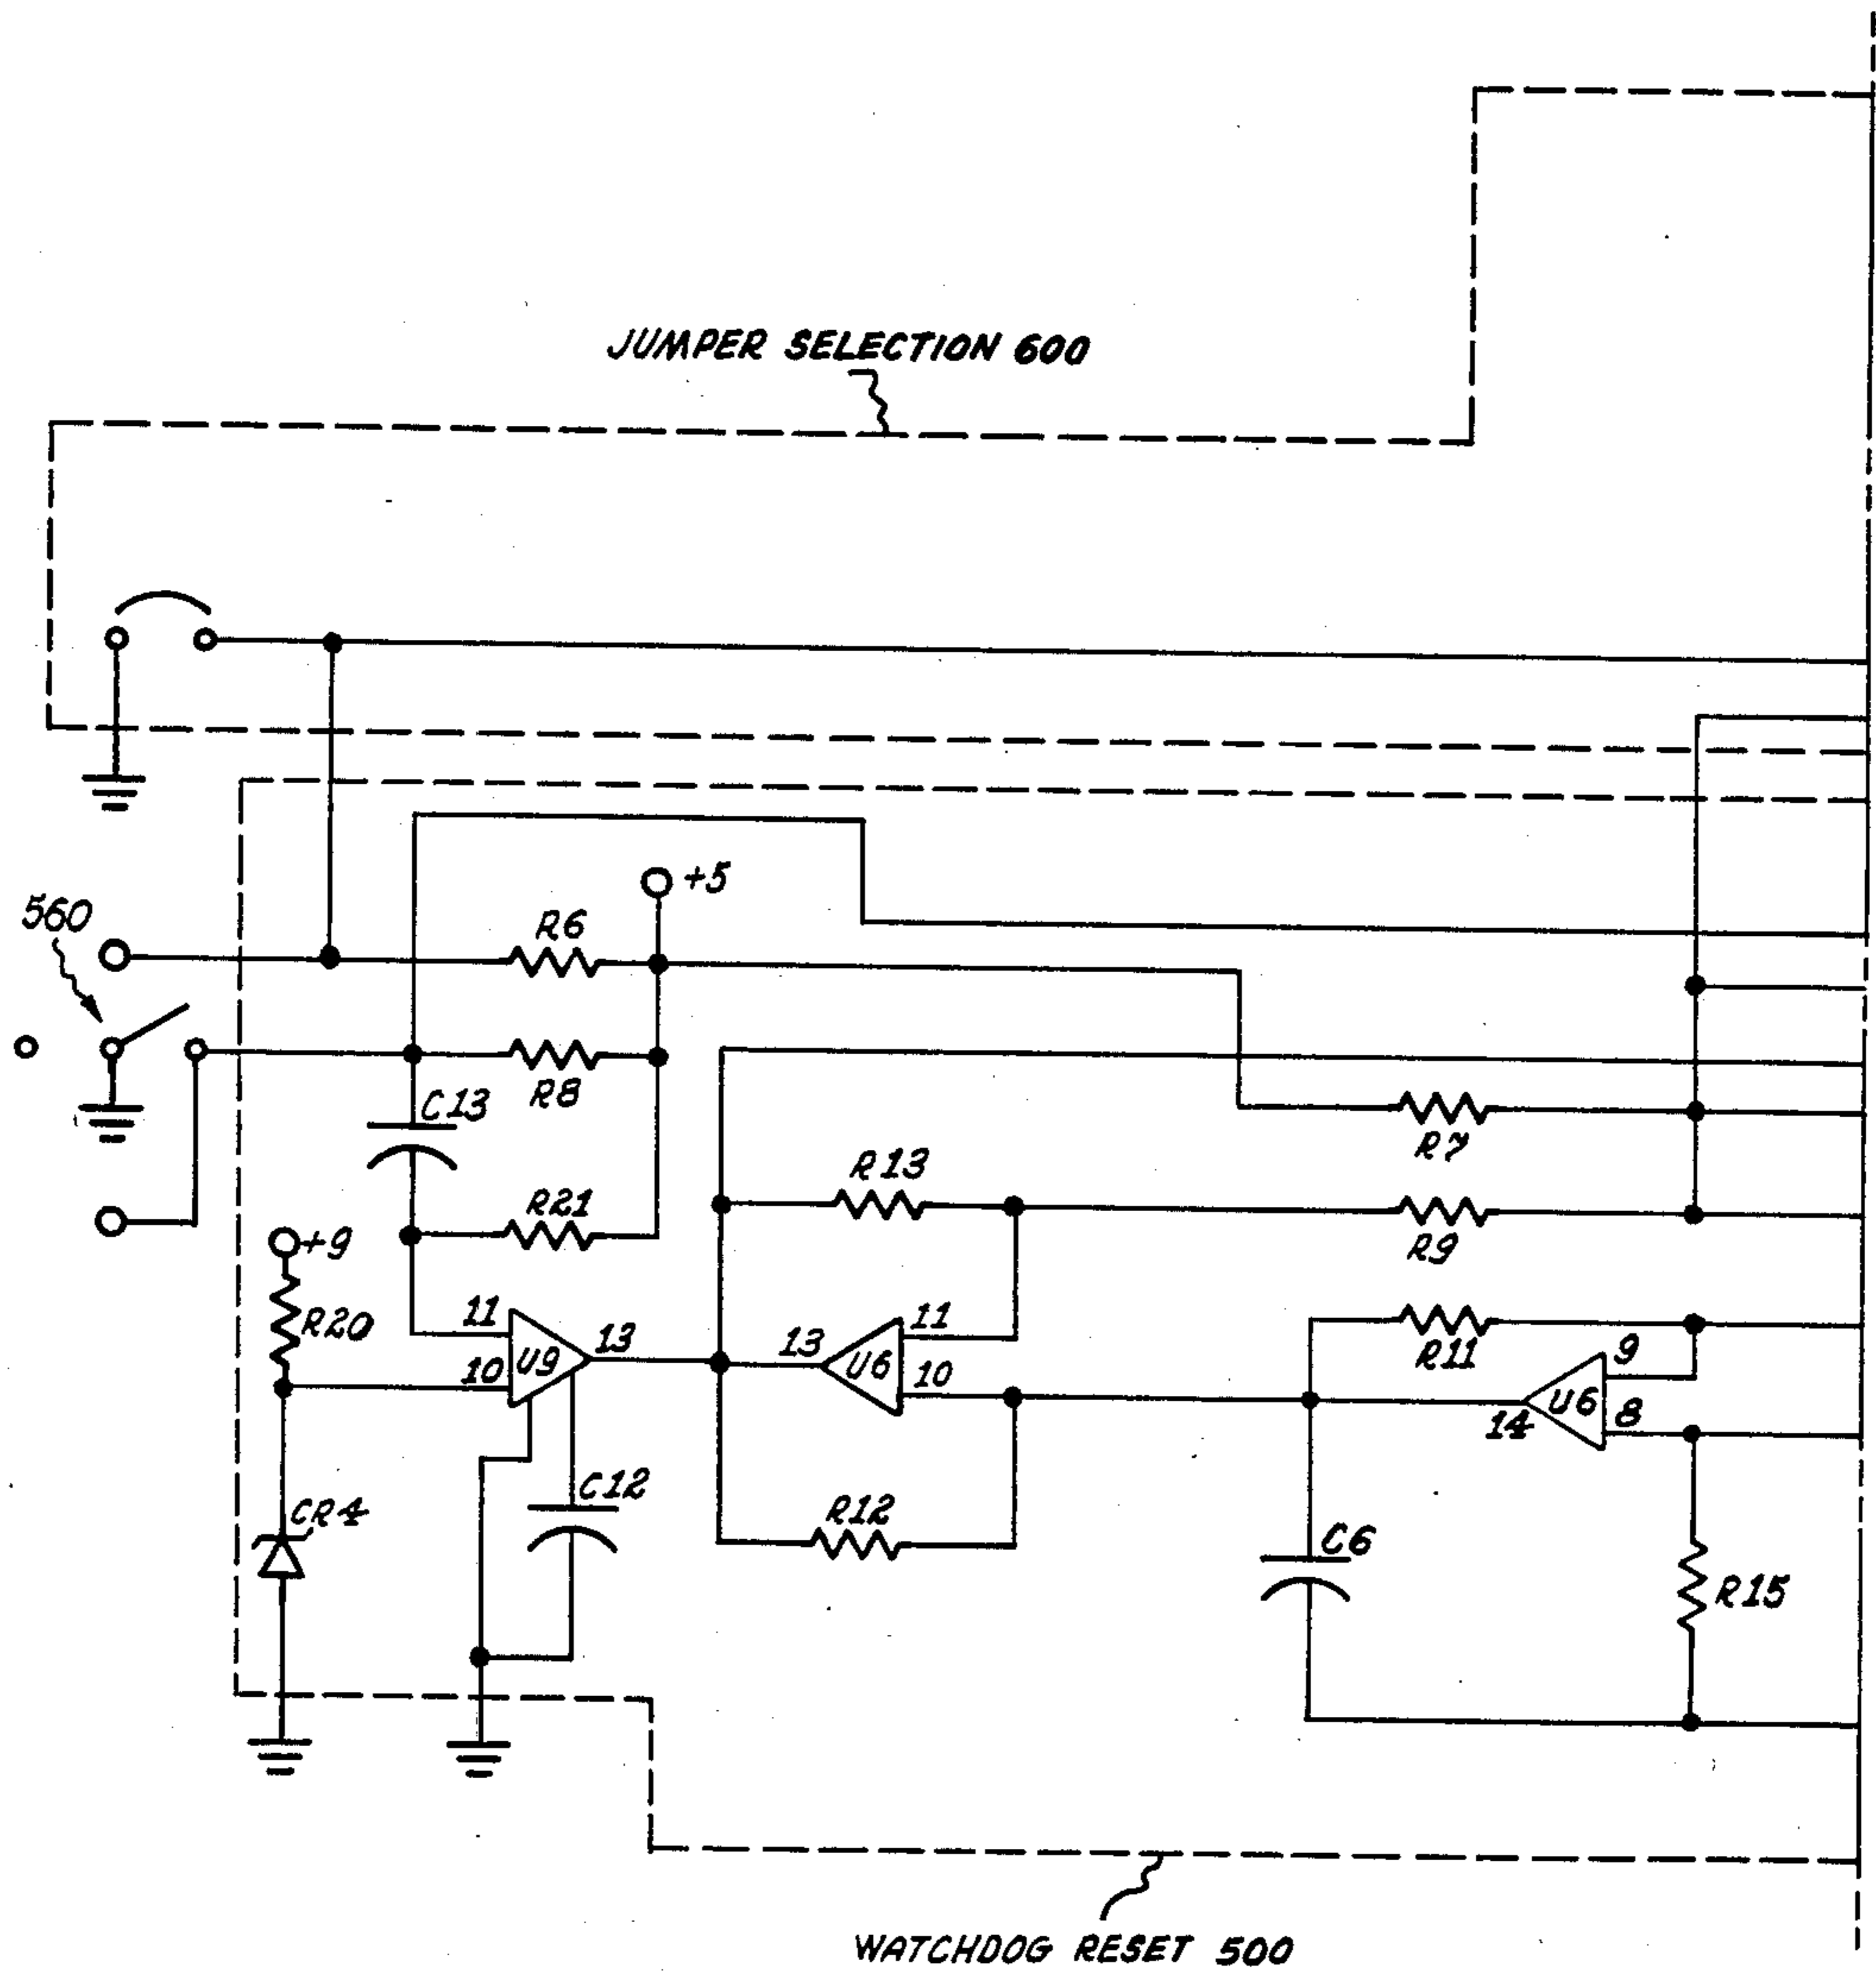 JUMPER SELECTION 600
+5
560
R6
R8
C13
R7
R13
R21
+9
R9
R20
11
13
11
9
13
U9
U6
R11
10
10
U6
8
14
C12
CR4
R12
C6
R15
WATCHDOG RESET 500